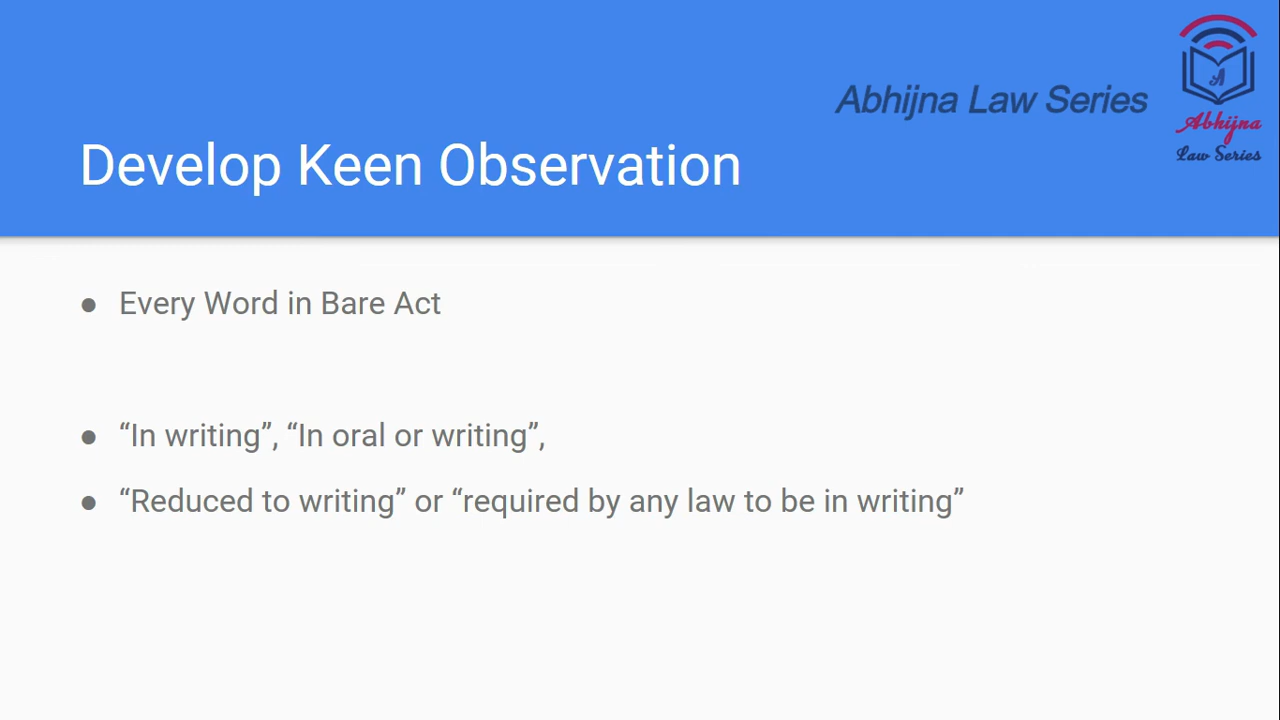 Abhijna Law Series
A
Abhijna
Law Series
Develop Keen Observation
● Every Word in Bare Act
● “In writing”, “In oral or writing”,
● “Reduced to writing” or “required by any law to be in writing”